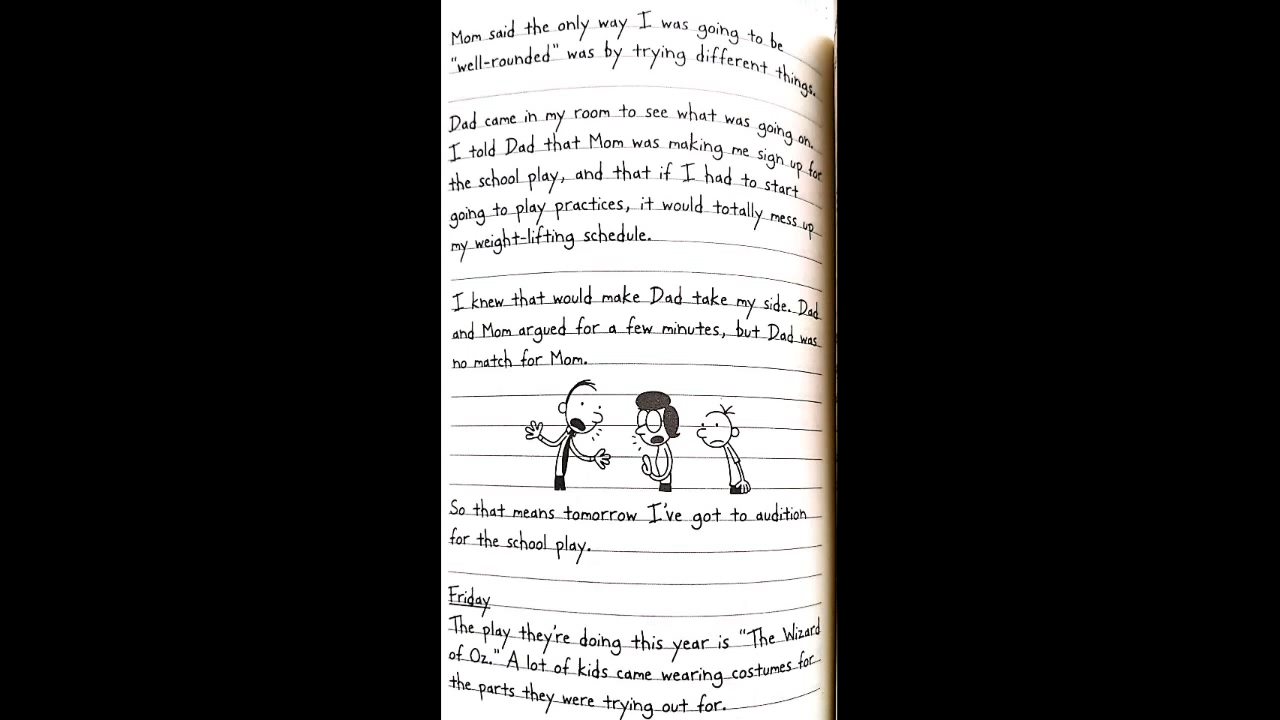 Mom said the only way I was going to be
"well-rounded" was by trying different things.
Dad came in my room to see what was going on.
I told Dad that Mom was making me sign up for
the school play, and that if I had to start
going to play practices, it would totally mess up
my weight-lifting schedule.
I knew that would make Dad take my side. Dad
and Mom argued for a few minutes, but Dad was
no match for Mom.
So that means tomorrow I've got to audition
for the school play.
Friday
The play they're doing this year is "The Wizard
of Oz." A lot of kids came wearing costumes for
the parts they were trying out for.